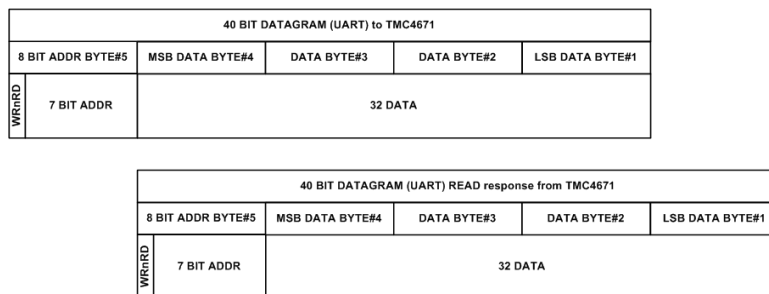 40 BIT DATAGRAM (UART) to TMC4671
8 BIT ADDR BYTE#5 MSB DATA BYTE#4 DATA BYTE#3 DATA BYTE#2 LSB DATA BYTE#1
WRnRD 7 BIT ADDR 32 DATA
40 BIT DATAGRAM (UART) READ response from TMC4671
8 BIT ADDR BYTE#5 MSB DATA BYTE#4 DATA BYTE#3 DATA BYTE#2 LSB DATA BYTE#1
WRnRD 7 BIT ADDR 32 DATA